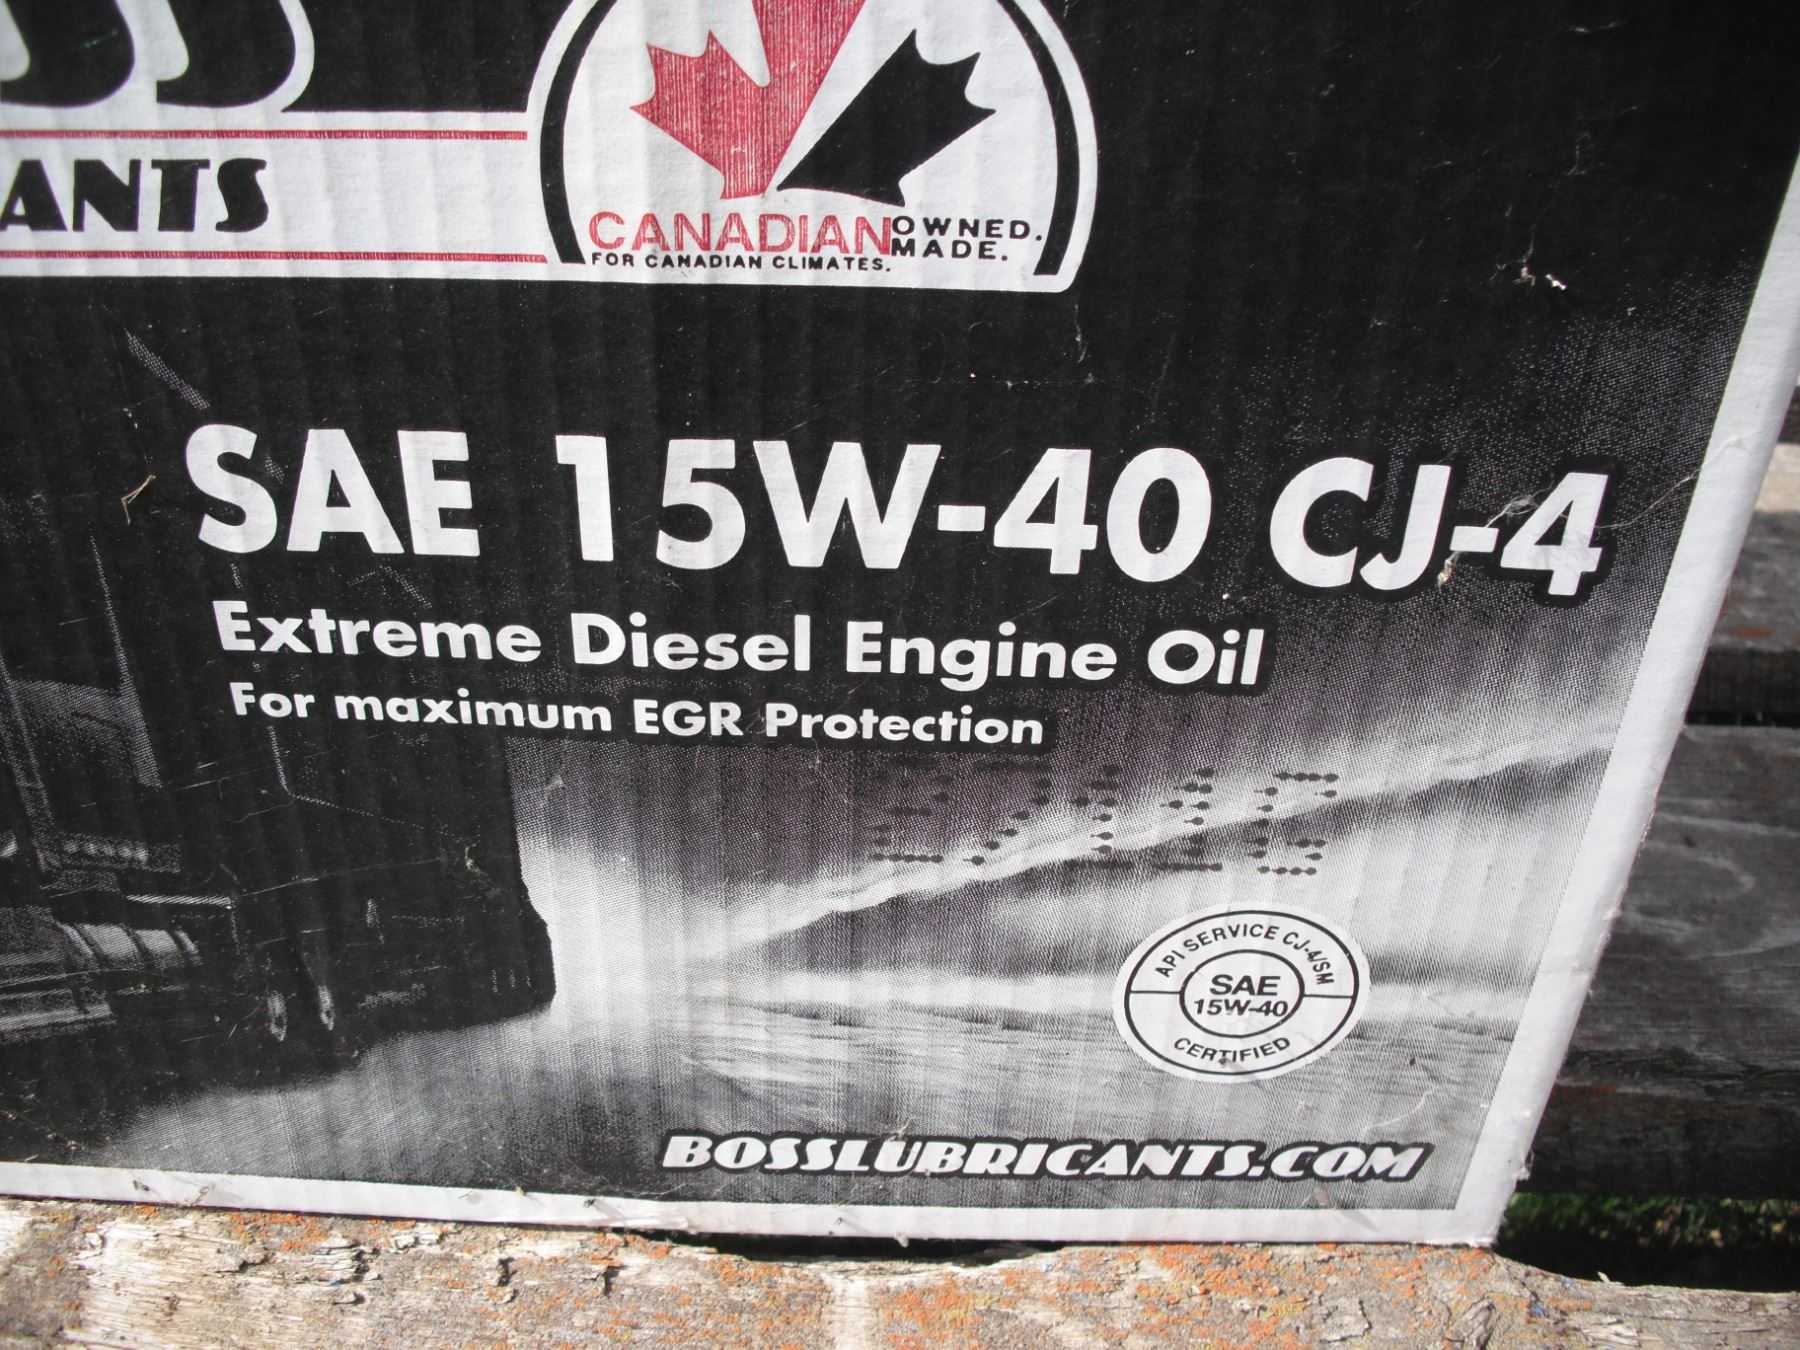 ANTS
CANADIAN OWNED.
MADE.
FOR CANADIAN CLIMATES.
SAE 15W-40 CJ-4
Extreme Diesel Engine Oil
For maximum EGR Protection
API SERVICE CJ-4/SM
SAE
15W-40
CERTIFIED
BOSSLUBRICANTS.COM